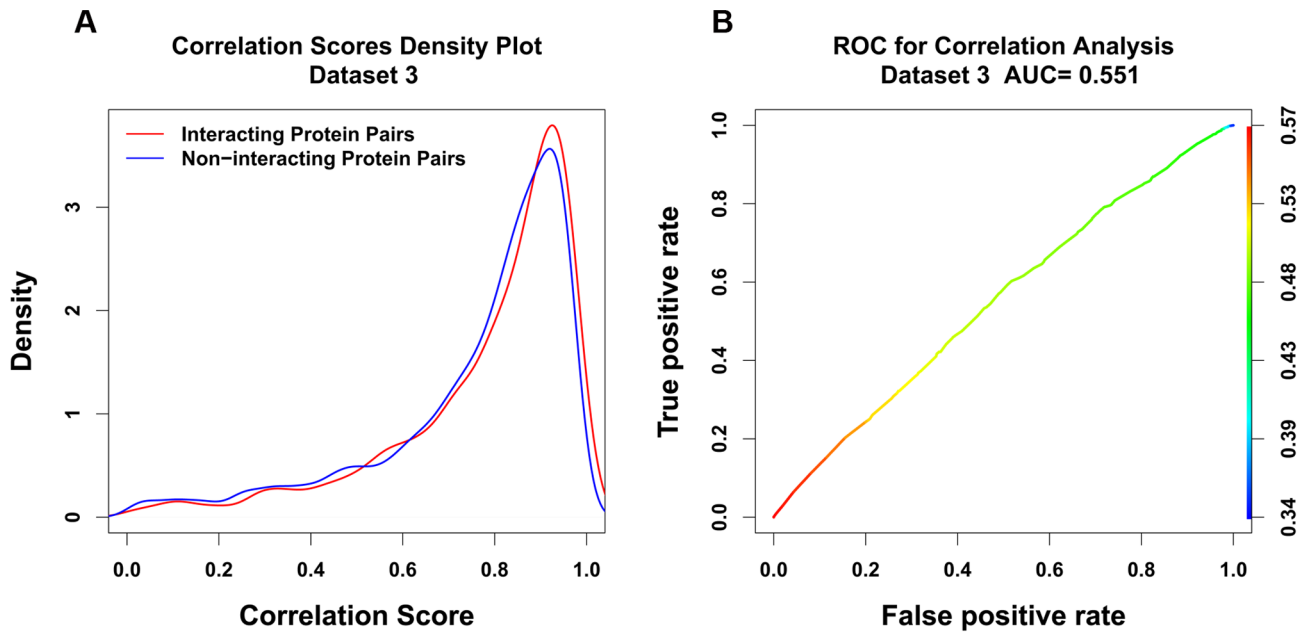 A
Correlation Scores Density Plot
Dataset 3
Interacting Protein Pairs
Non−interacting Protein Pairs
Density
3
2
1
0
0.0 0.2 0.4 0.6 0.8 1.0
Correlation Score
B
ROC for Correlation Analysis
Dataset 3 AUC= 0.551
True positive rate
1.0
0.8
0.6
0.4
0.2
0.0
0.0 0.2 0.4 0.6 0.8 1.0
False positive rate
0.57
0.53
0.48
0.43
0.39
0.34